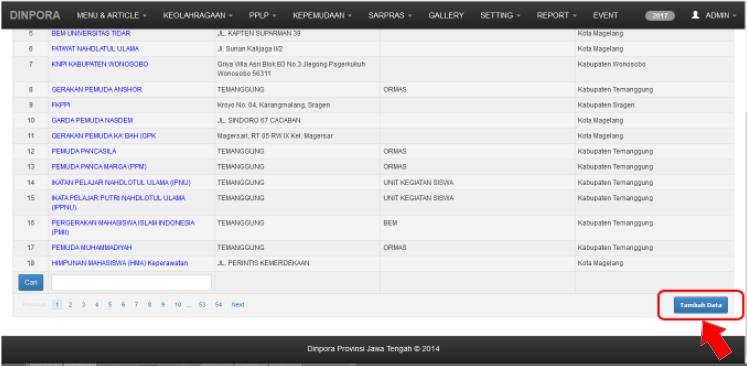 DINPORA MENU & ARTICLE KEOLAHRAGAAN PPLP KEPEMUDAAN SARPRAS GALLERY SETTING REPORT EVENT 2017 ADMIN
5 BEM UNIVERSITAS TIDAR JL. KAPTEN SUPARMAN 39 Kota Magelang
6 FATAYAT NAHDLATUL ULAMA Jl. Sunan Kalijaga II/2 Kota Magelang
7 KNPI KABUPATEN WONOSOBO Griya Villa Asri Blok B3 No.3 Jlegong Pagerkukuh Kabupaten Wonosobo
Wonosobo 56311
8 GERAKAN PEMUDA ANSHOR TEMANGGUNG ORMAS Kabupaten Temanggung
9 FKPPI Kroyo No. 04, Karangmalang, Sragen Kabupaten Sragen
10 GARDA PEMUDA NASDEM JL. SINDORO 67 CACABAN Kota Magelang
11 GERAKAN PEMUDA KA'BAH (GPK Magersari, RT 05 RW IX Kel. Magersar Kota Magelang
12 PEMUDA PANCASILA TEMANGGUNG ORMAS Kabupaten Temanggung
13 PEMUDA PANCA MARGA (PPM) TEMANGGUNG ORMAS Kabupaten Temanggung
14 IKATAN PELAJAR NAHDLOTUL ULAMA (IPNU) TEMANGGUNG UNIT KEGIATAN SISWA Kabupaten Temanggung
15 IKATA PELAJAR PUTRI NAHDLOTUL ULAMA TEMANGGUNG UNIT KEGIATAN SISWA Kabupaten Temanggung
(IPPNU)
16 PERGERAKAN MAHASISWA ISLAM INDONESIA TEMANGGUNG BEM Kabupaten Temanggung
(PMII)
17 PEMUDA MUHAMMADIYAH TEMANGGUNG ORMAS Kabupaten Temanggung
18 HIMPUNAN MAHASISWA (HMA) Keperawatan JL. PERINTIS KEMERDEKAAN Kota Magelang
Cari
Previous 1 2 3 4 5 6 7 8 9 10 ... 53 54 Next Tambah Data
Dinpora Provinsi Jawa Tengah © 2014